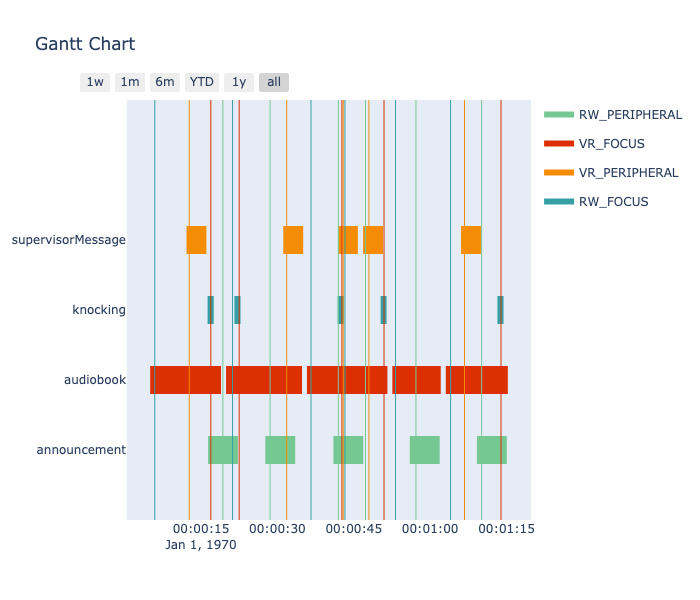 Gantt Chart
1w 1m 6m YTD 1y all
RW_PERIPHERAL
VR_FOCUS
VR_PERIPHERAL
RW_FOCUS
supervisorMessage
knocking
audiobook
announcement
00:00:15 00:00:30 00:00:45 00:01:00 00:01:15
Jan 1, 1970